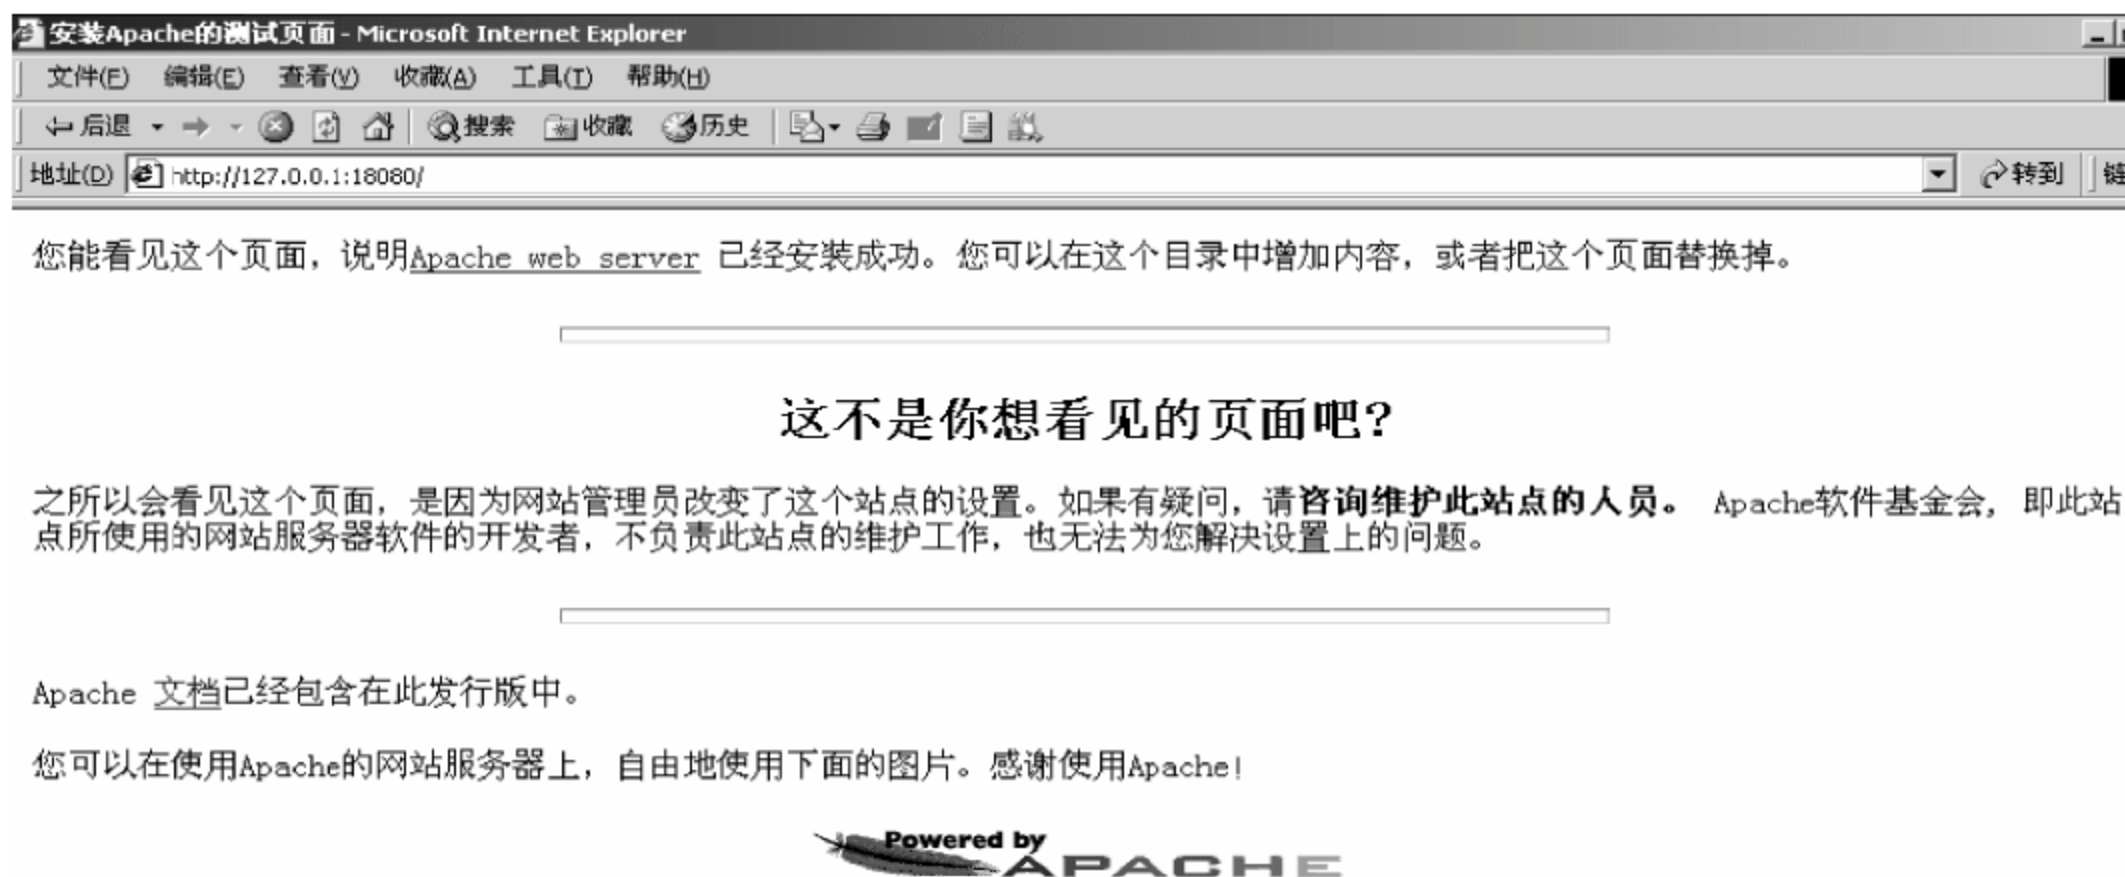 安装Apache的测试页面 - Microsoft Internet Explorer
文件(F) 编辑(E) 查看(V) 收藏(A) 工具(T) 帮助(H)
后退 搜索 收藏 历史
地址(D) http://127.0.0.1:18080/ 转到
您能看见这个页面，说明Apache web server 已经安装成功。您可以在这个目录中增加内容，或者把这个页面替换掉。
这不是你想看见的页面吧?
之所以会看见这个页面，是因为网站管理员改变了这个站点的设置。如果有疑问，请咨询维护此站点的人员。 Apache软件基金会，即此站
点所使用的网站服务器软件的开发者，不负责此站点的维护工作，也无法为您解决设置上的问题。
Apache 文档已经包含在此发行版中。
您可以在使用Apache的网站服务器上，自由地使用下面的图片。感谢使用Apache!
Powered by
APACHE